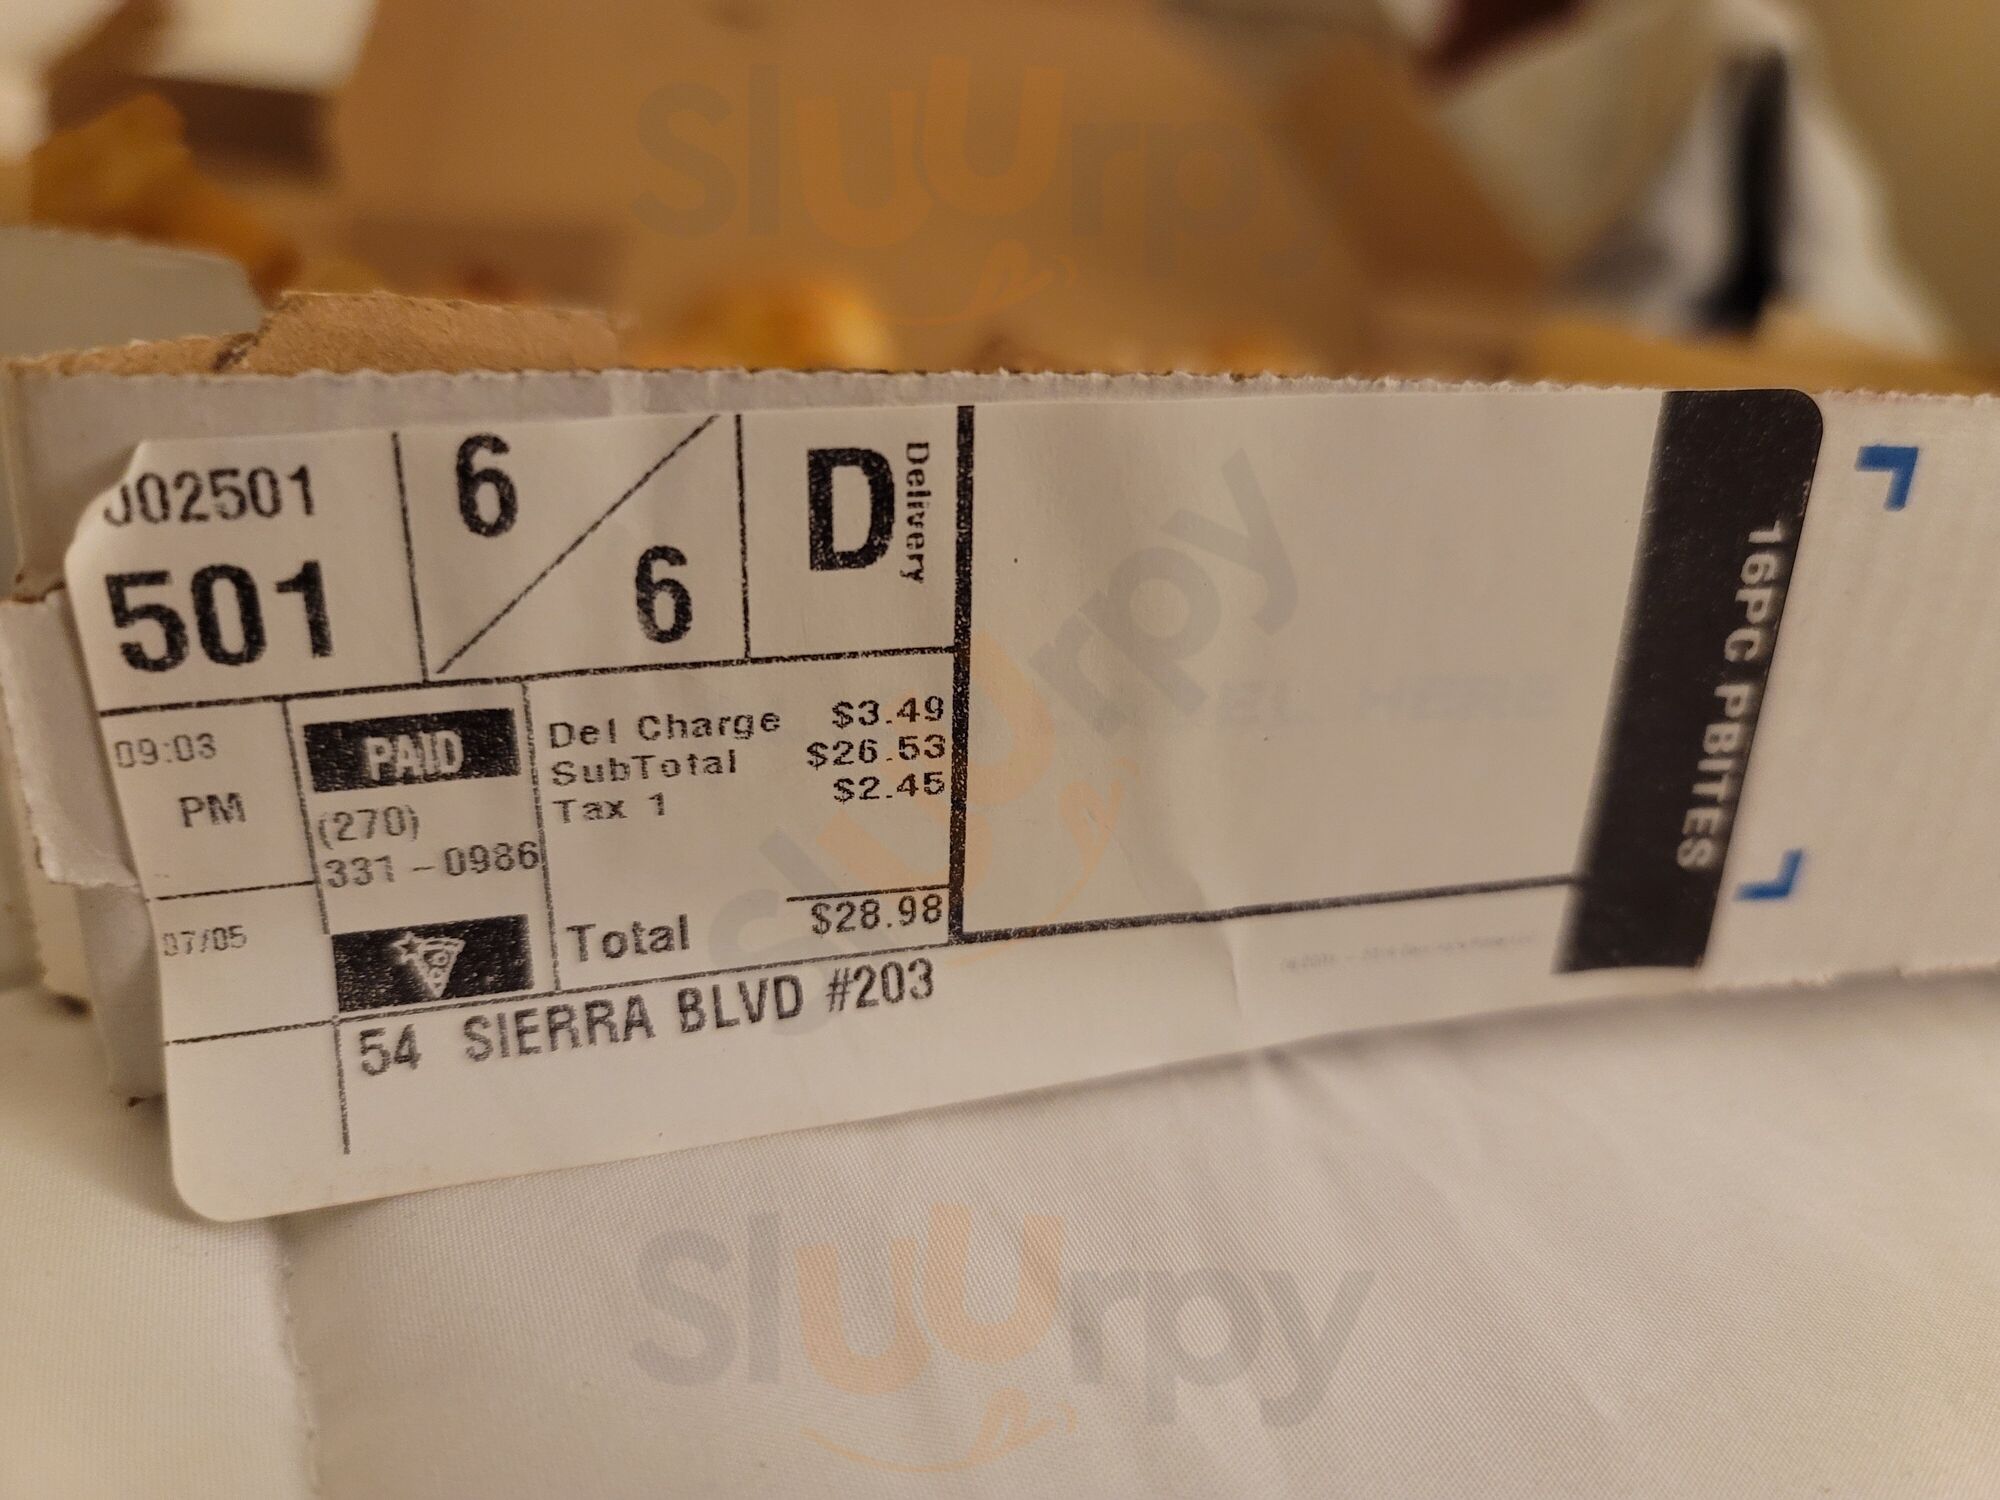 J02501
501
6
6
D
Delivery
09:03
PM
PAID
(270)
331-0986
Del Charge $3.49
SubTotal $26.53
Tax 1 $2.45
Total $28.98
07/05
54 SIERRA BLVD #203
16PC PBITES
Sluurpy
Sluurpy
Sluurpy